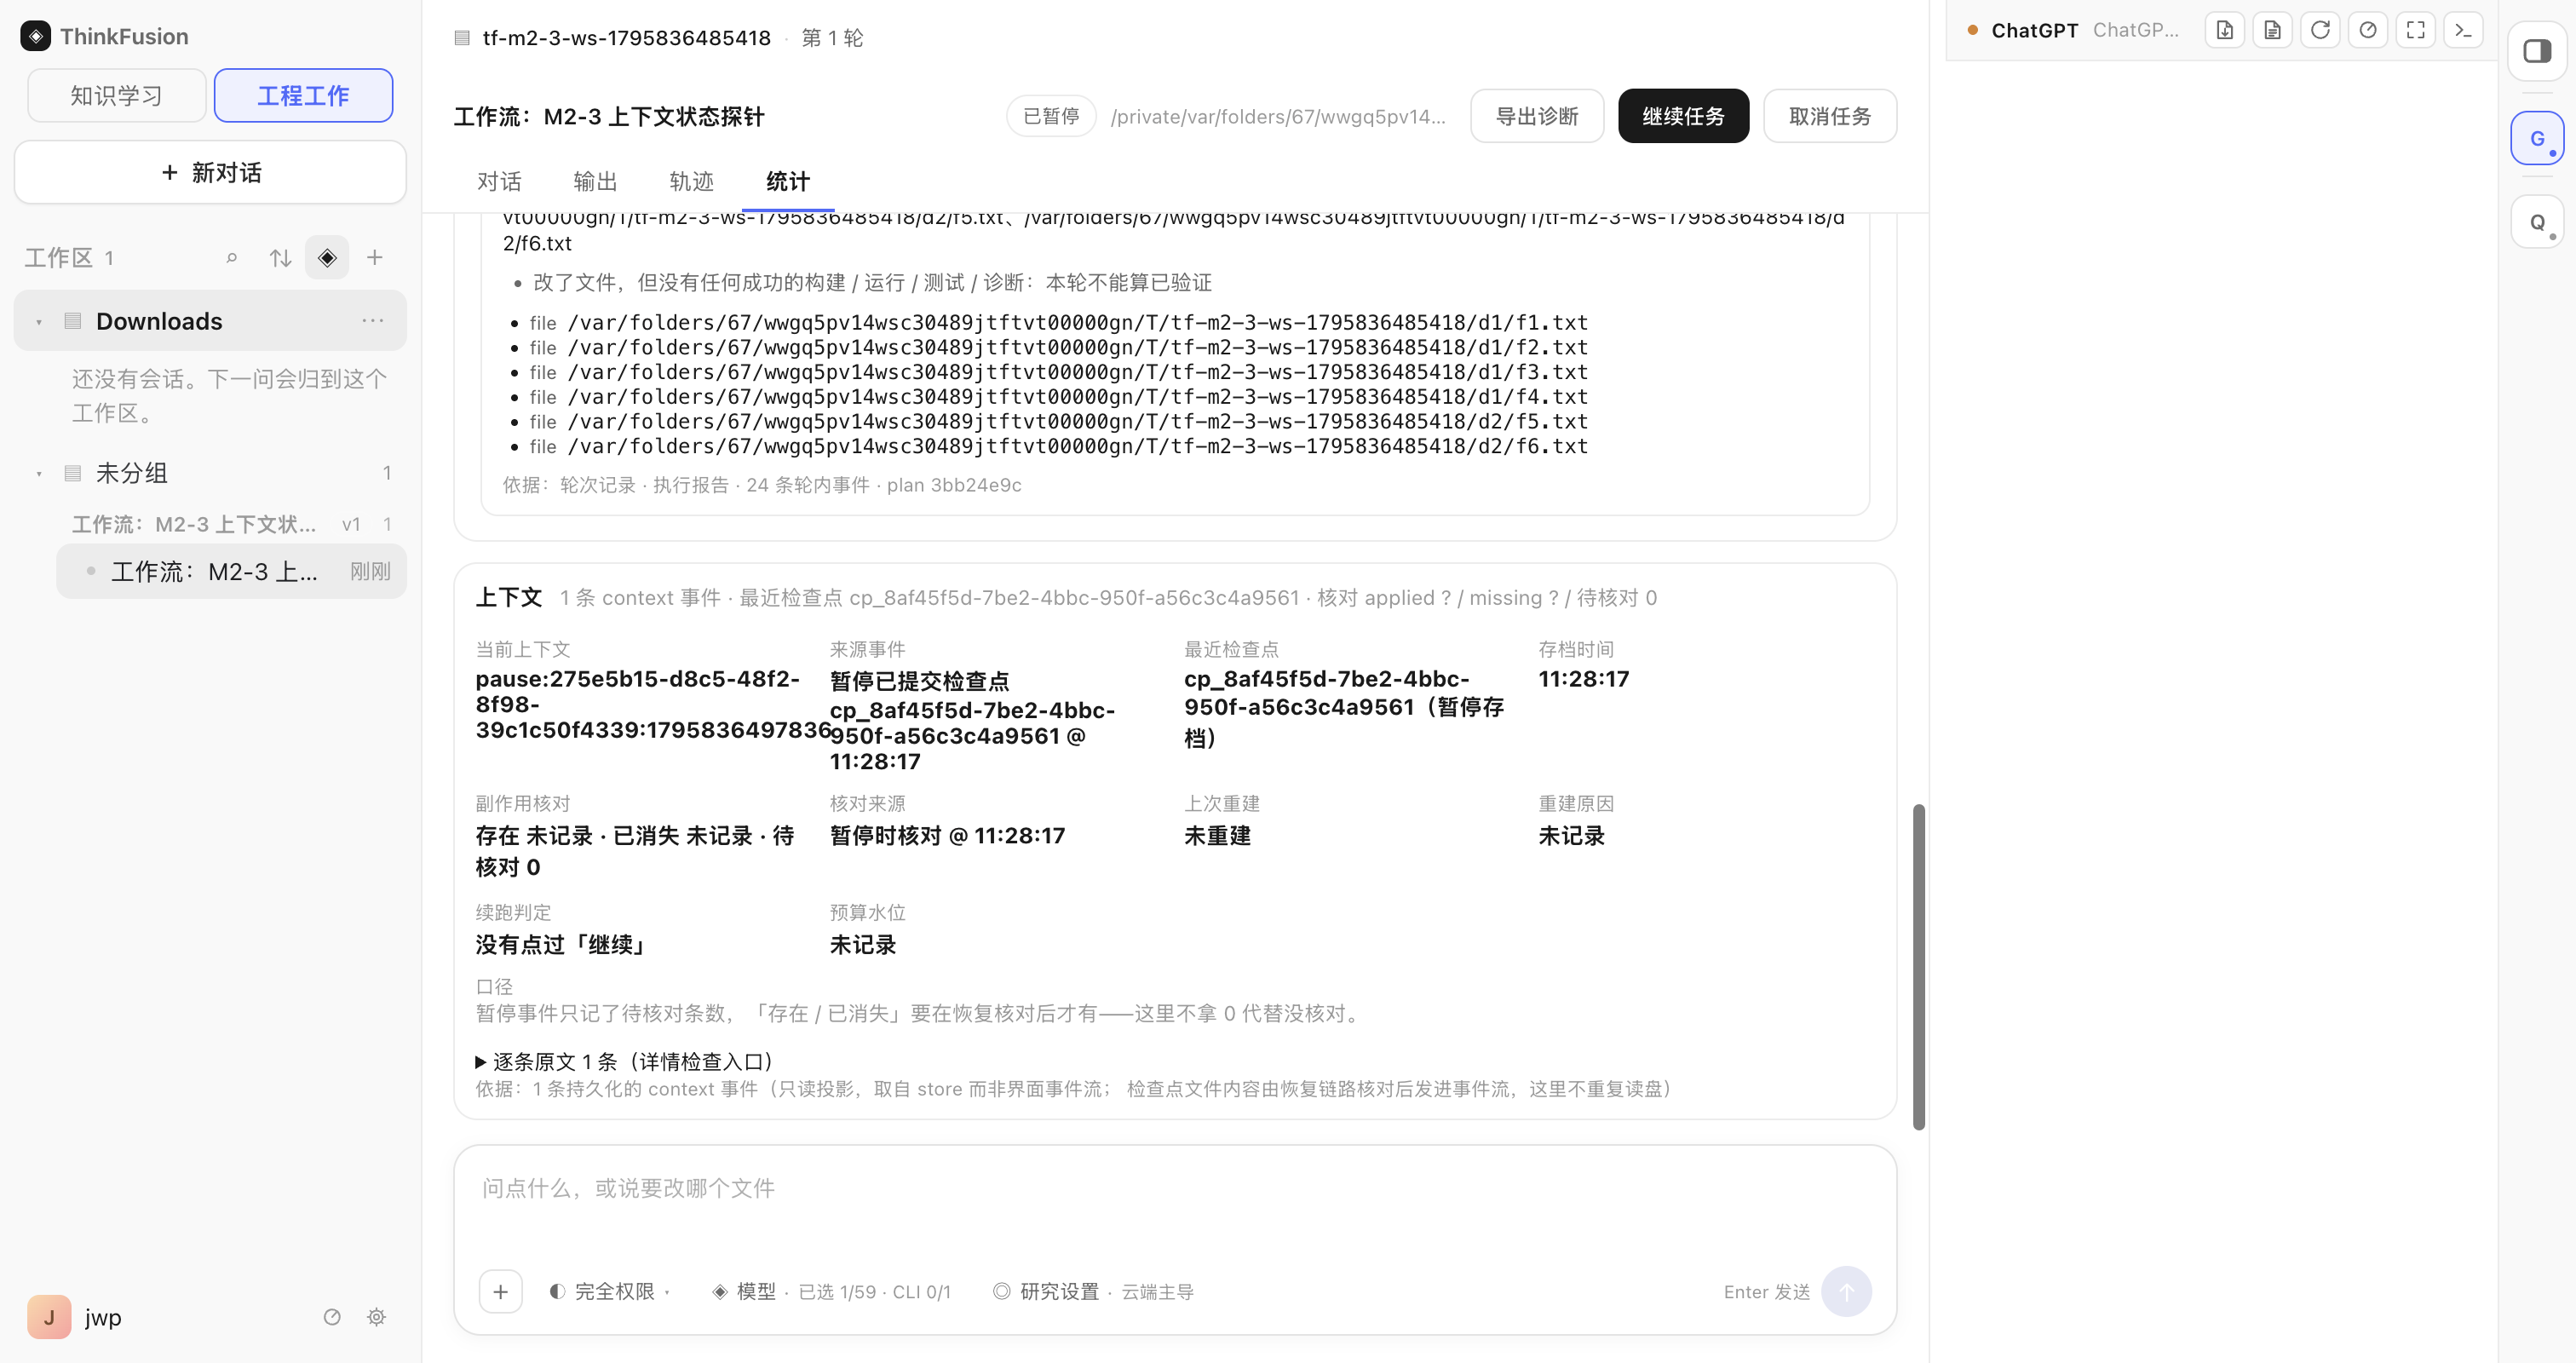 ThinkFusion
知识学习
工程工作
+ 新对话
工作区 1
Downloads
还没有会话。下一问会归到这个
工作区。
未分组 1
工作流：M2-3 上下文状... v1 1
工作流：M2-3 上... 刚刚
J jwp
tf-m2-3-ws-1795836485418 · 第 1 轮
工作流：M2-3 上下文状态探针
已暂停
/private/var/folders/67/wwgq5pv14...
导出诊断
继续任务
取消任务
对话 输出 轨迹 统计
vt00000gn/T/tf-m2-3-ws-1795836485418/d2/f5.txt、/var/folders/67/wwgq5pv14wsc30489jtftvt00000gn/T/tf-m2-3-ws-1795836485418/d
2/f6.txt
• 改了文件，但没有任何成功的构建 / 运行 / 测试 / 诊断：本轮不能算已验证
• file /var/folders/67/wwgq5pv14wsc30489jtftvt00000gn/T/tf-m2-3-ws-1795836485418/d1/f1.txt
• file /var/folders/67/wwgq5pv14wsc30489jtftvt00000gn/T/tf-m2-3-ws-1795836485418/d1/f2.txt
• file /var/folders/67/wwgq5pv14wsc30489jtftvt00000gn/T/tf-m2-3-ws-1795836485418/d1/f3.txt
• file /var/folders/67/wwgq5pv14wsc30489jtftvt00000gn/T/tf-m2-3-ws-1795836485418/d1/f4.txt
• file /var/folders/67/wwgq5pv14wsc30489jtftvt00000gn/T/tf-m2-3-ws-1795836485418/d2/f5.txt
• file /var/folders/67/wwgq5pv14wsc30489jtftvt00000gn/T/tf-m2-3-ws-1795836485418/d2/f6.txt
依据：轮次记录 · 执行报告 · 24 条轮内事件 · plan 3bb24e9c
上下文 1 条 context 事件 · 最近检查点 cp_8af45f5d-7be2-4bbc-950f-a56c3c4a9561 · 核对 applied ? / missing ? / 待核对 0
当前上下文
pause:275e5b15-d8c5-48f2-
8f98-
39c1c50f4339:1795836497836
来源事件
暂停已提交检查点
cp_8af45f5d-7be2-4bbc-
950f-a56c3c4a9561 @
11:28:17
最近检查点
cp_8af45f5d-7be2-4bbc-
950f-a56c3c4a9561（暂停存
档）
存档时间
11:28:17
副作用核对
存在 未记录 · 已消失 未记录 · 待
核对 0
核对来源
暂停时核对 @ 11:28:17
上次重建
未重建
重建原因
未记录
续跑判定
没有点过「继续」
预算水位
未记录
口径
暂停事件只记了待核对条数，「存在 / 已消失」要在恢复核对后才有——这里不拿 0 代替没核对。
▶ 逐条原文 1 条（详情检查入口）
依据：1 条持久化的 context 事件（只读投影，取自 store 而非界面事件流； 检查点文件内容由恢复链路核对后发进事件流，这里不重复读盘）
问点什么，或说要改哪个文件
+ 完全权限 模型 · 已选 1/59 · CLI 0/1 研究设置 · 云端主导 Enter 发送
ChatGPT ChatGP...
G
Q